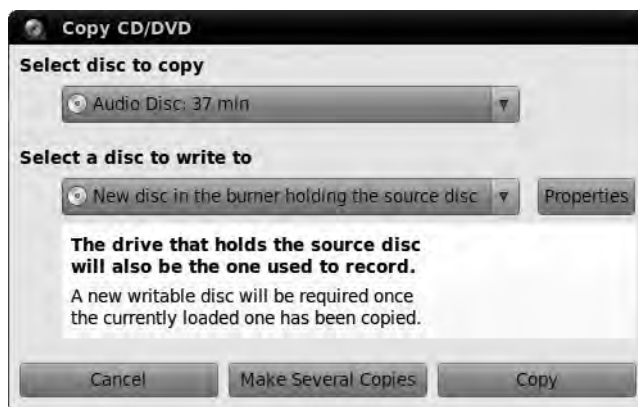 Copy CD/DVD
Select disc to copy
Audio Disc: 37 min
Select a disc to write to
New disc in the burner holding the source disc
Properties
The drive that holds the source disc
will also be the one used to record.
A new writable disc will be required once
the currently loaded one has been copied.
Cancel
Make Several Copies
Copy